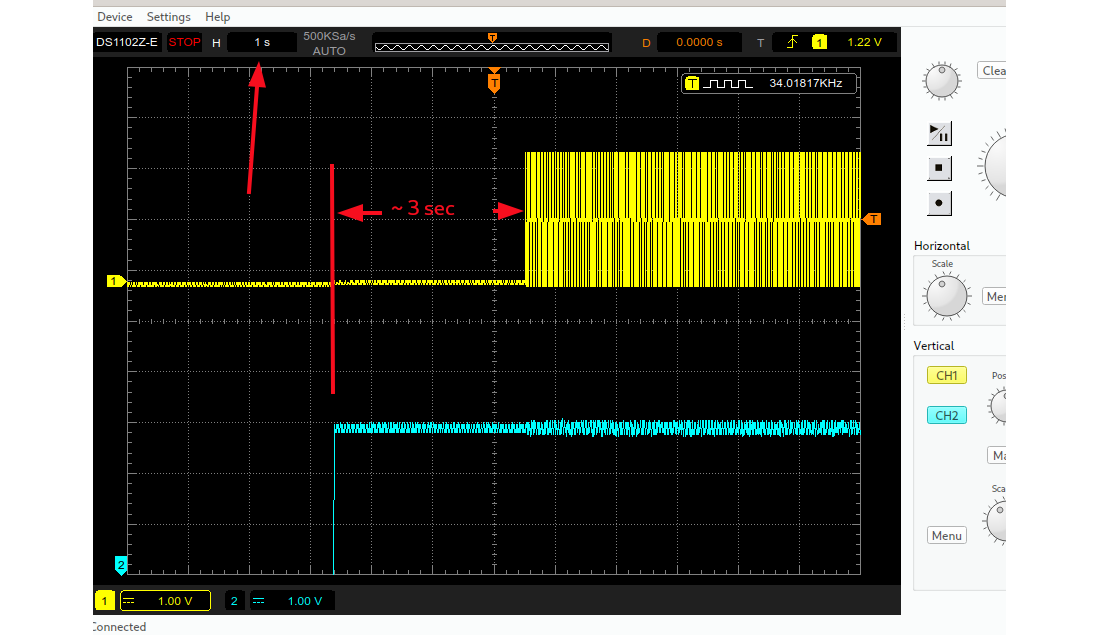 Device Settings Help
DS1102Z-E STOP H 1 s 500KSa/s AUTO T D 0.0000 s T 1 1.22 V
T
T 34.01817KHz
Clea
~ 3 sec
T
1
Horizontal
Scale
Men
Vertical
CH1
Pos
CH2
Ma
Sca
Menu
2
1 1.00 V 2 1.00 V
Connected